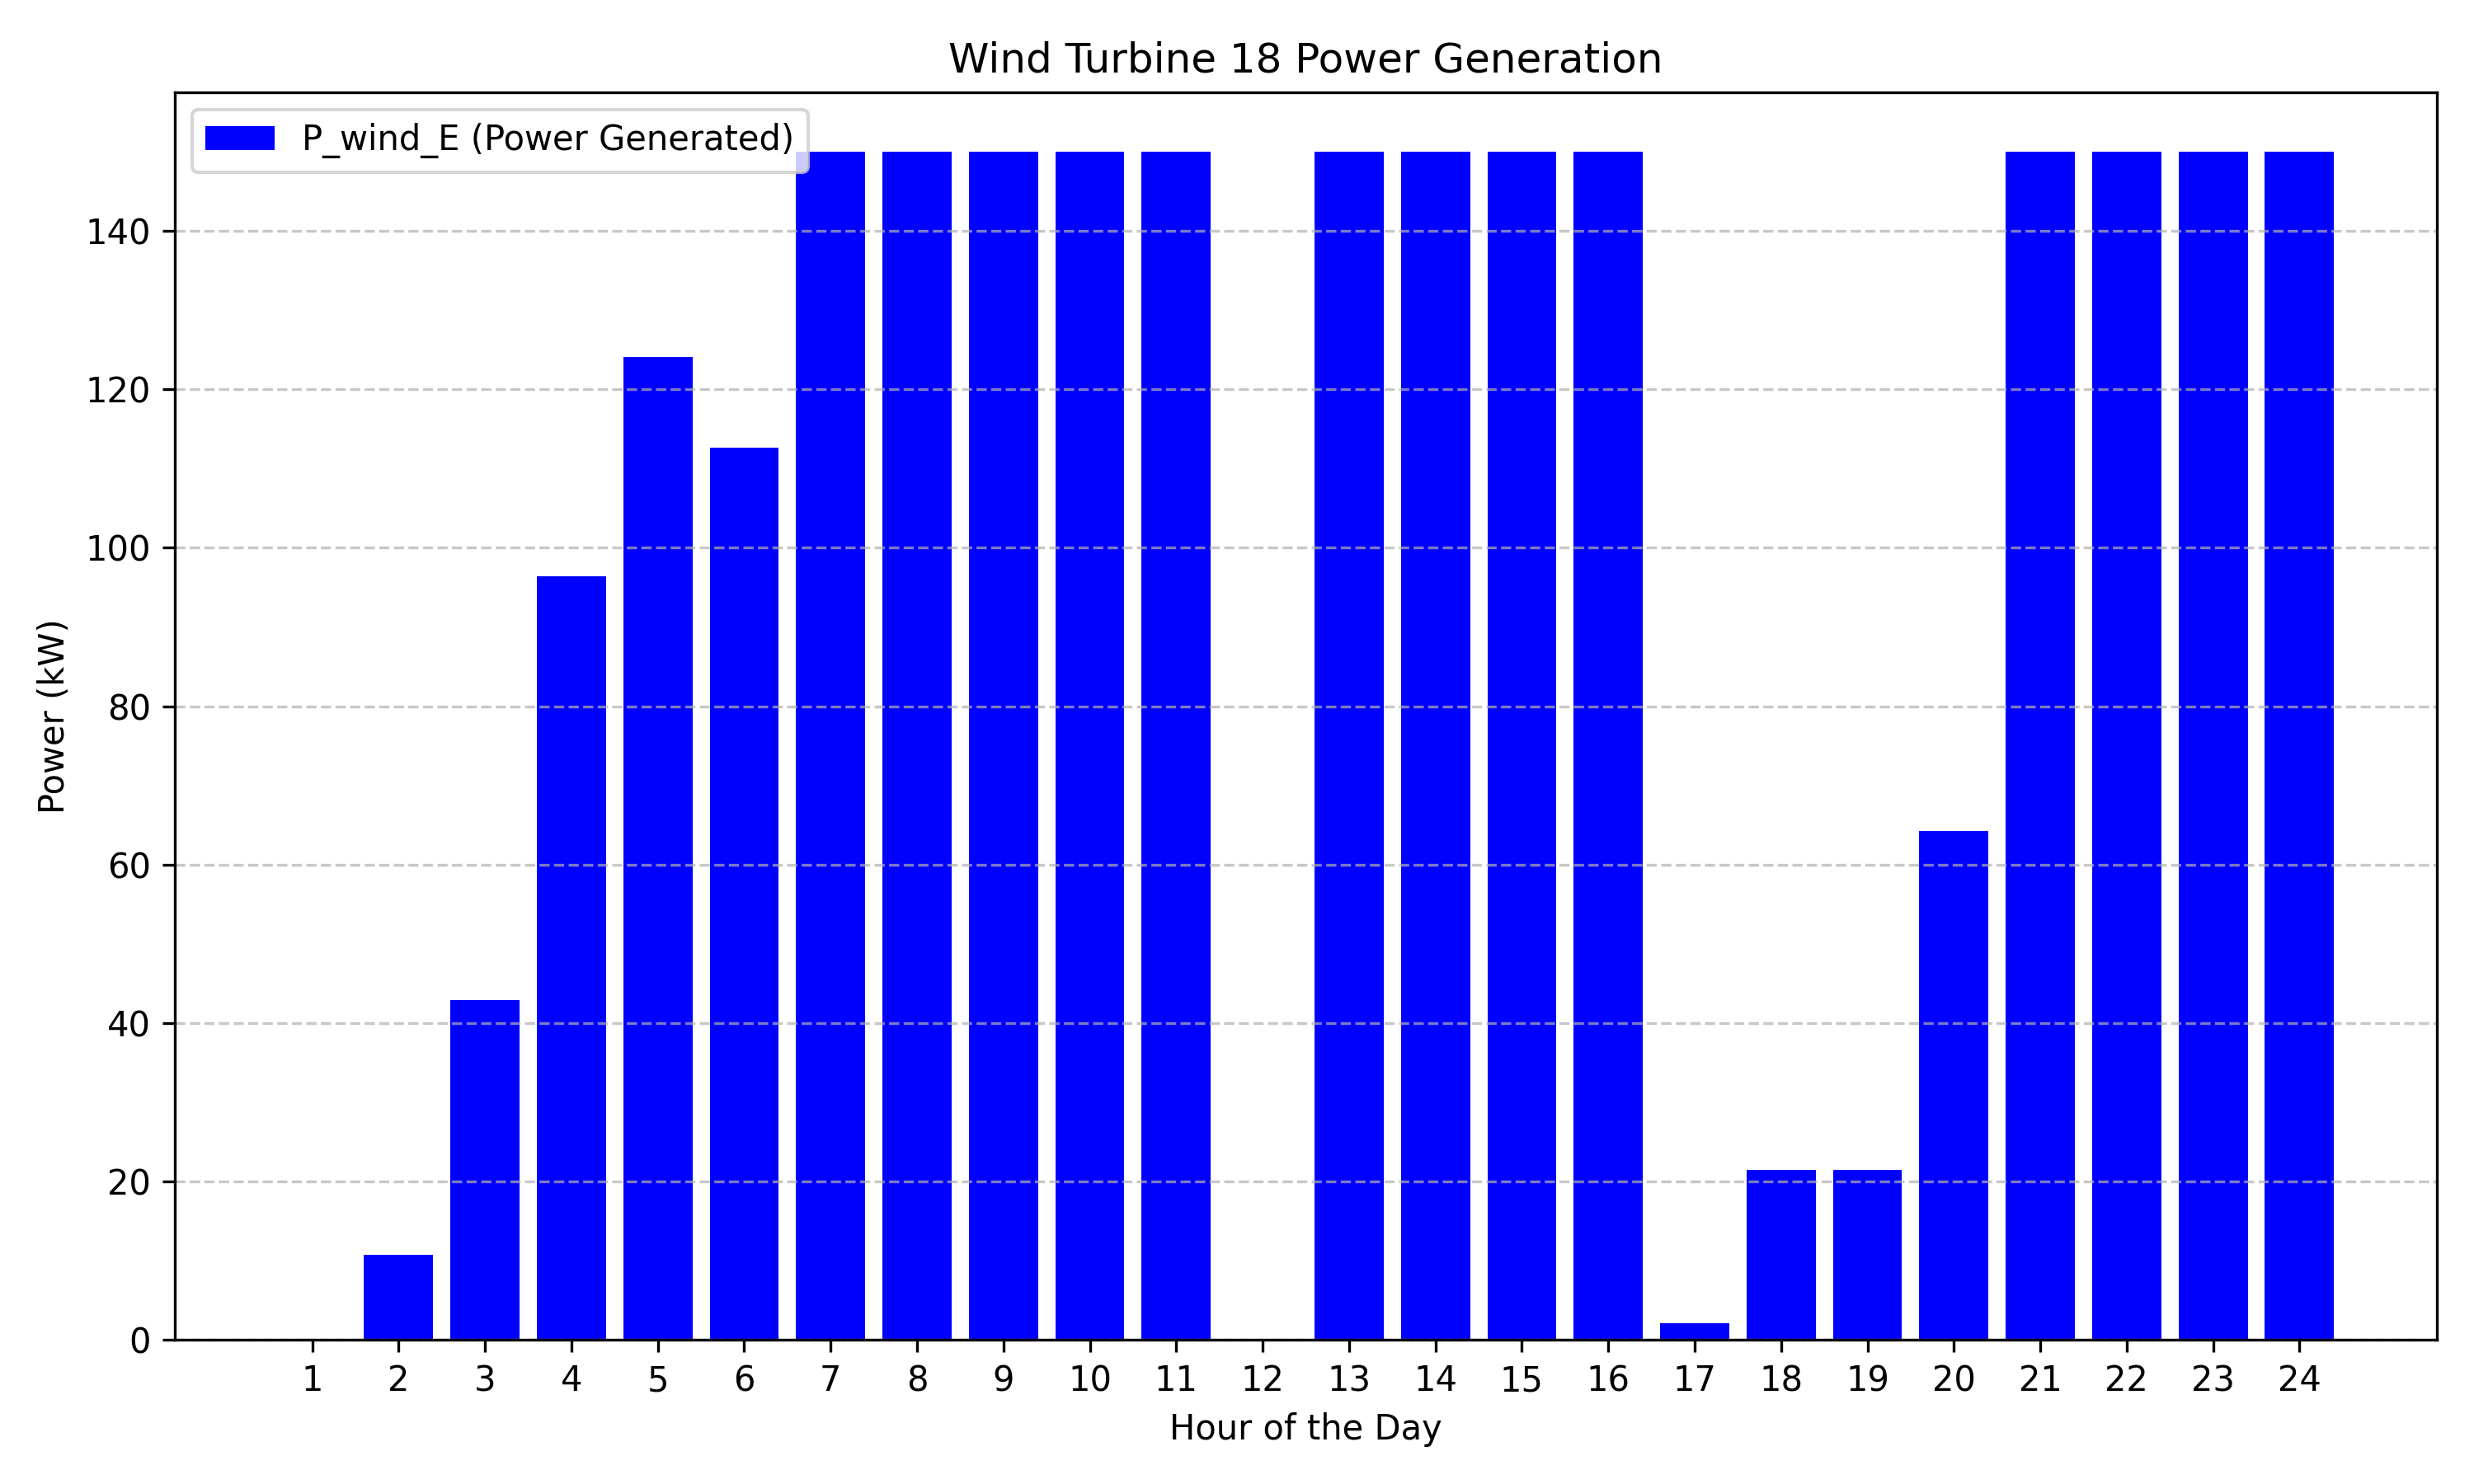 Wind Turbine 18 Power Generation
P_wind_E (Power Generated)
140
120
100
80
60
40
20
0
Power (kW)
1 2 3 4 5 6 7 8 9 10 11 12 13 14 15 16 17 18 19 20 21 22 23 24
Hour of the Day